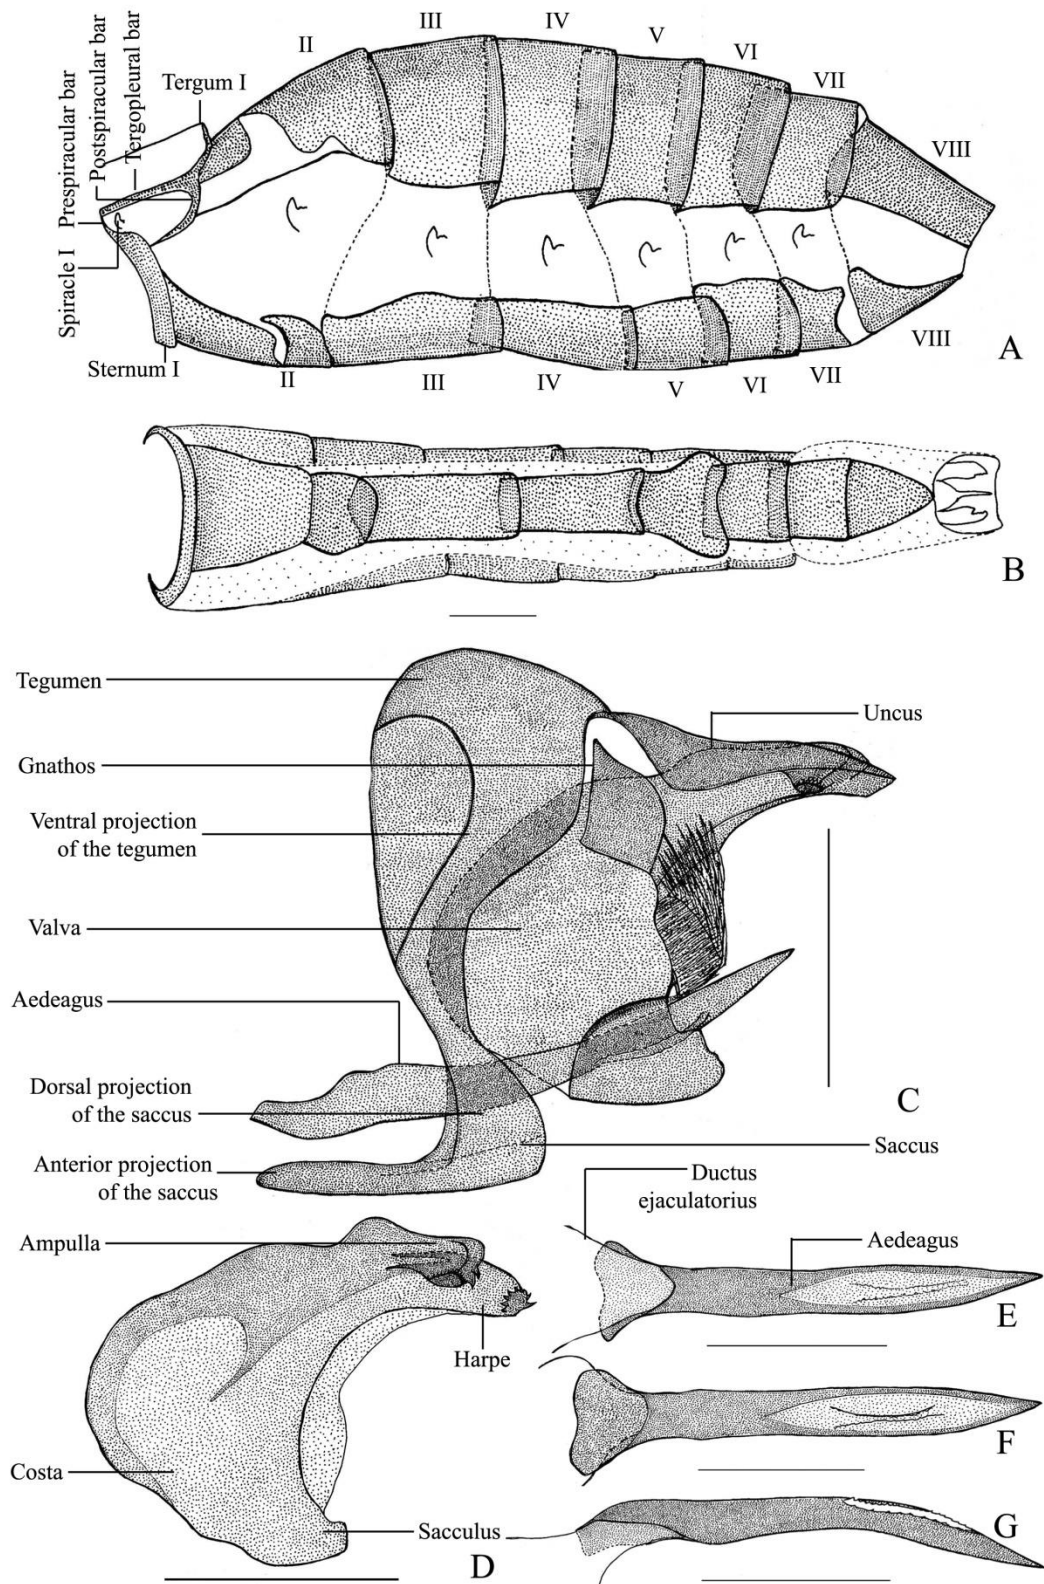 II
III
IV
V
VI
VII
VIII
Prespiracular bar
Postspiracular bar
Tergopleural bar
Tergum I
Spiracle I
Sternum I
II
III
IV
V
VI
VII
VIII
A
B
Tegumen
Uncus
Gnathos
Ventral projection
of the tegumen
Valva
Aedeagus
Dorsal projection
of the saccus
C
Anterior projection
of the saccus
Saccus
Ductus
ejaculatorius
Ampulla
Aedeagus
E
Harpe
F
Costa
Sacculus
G
D